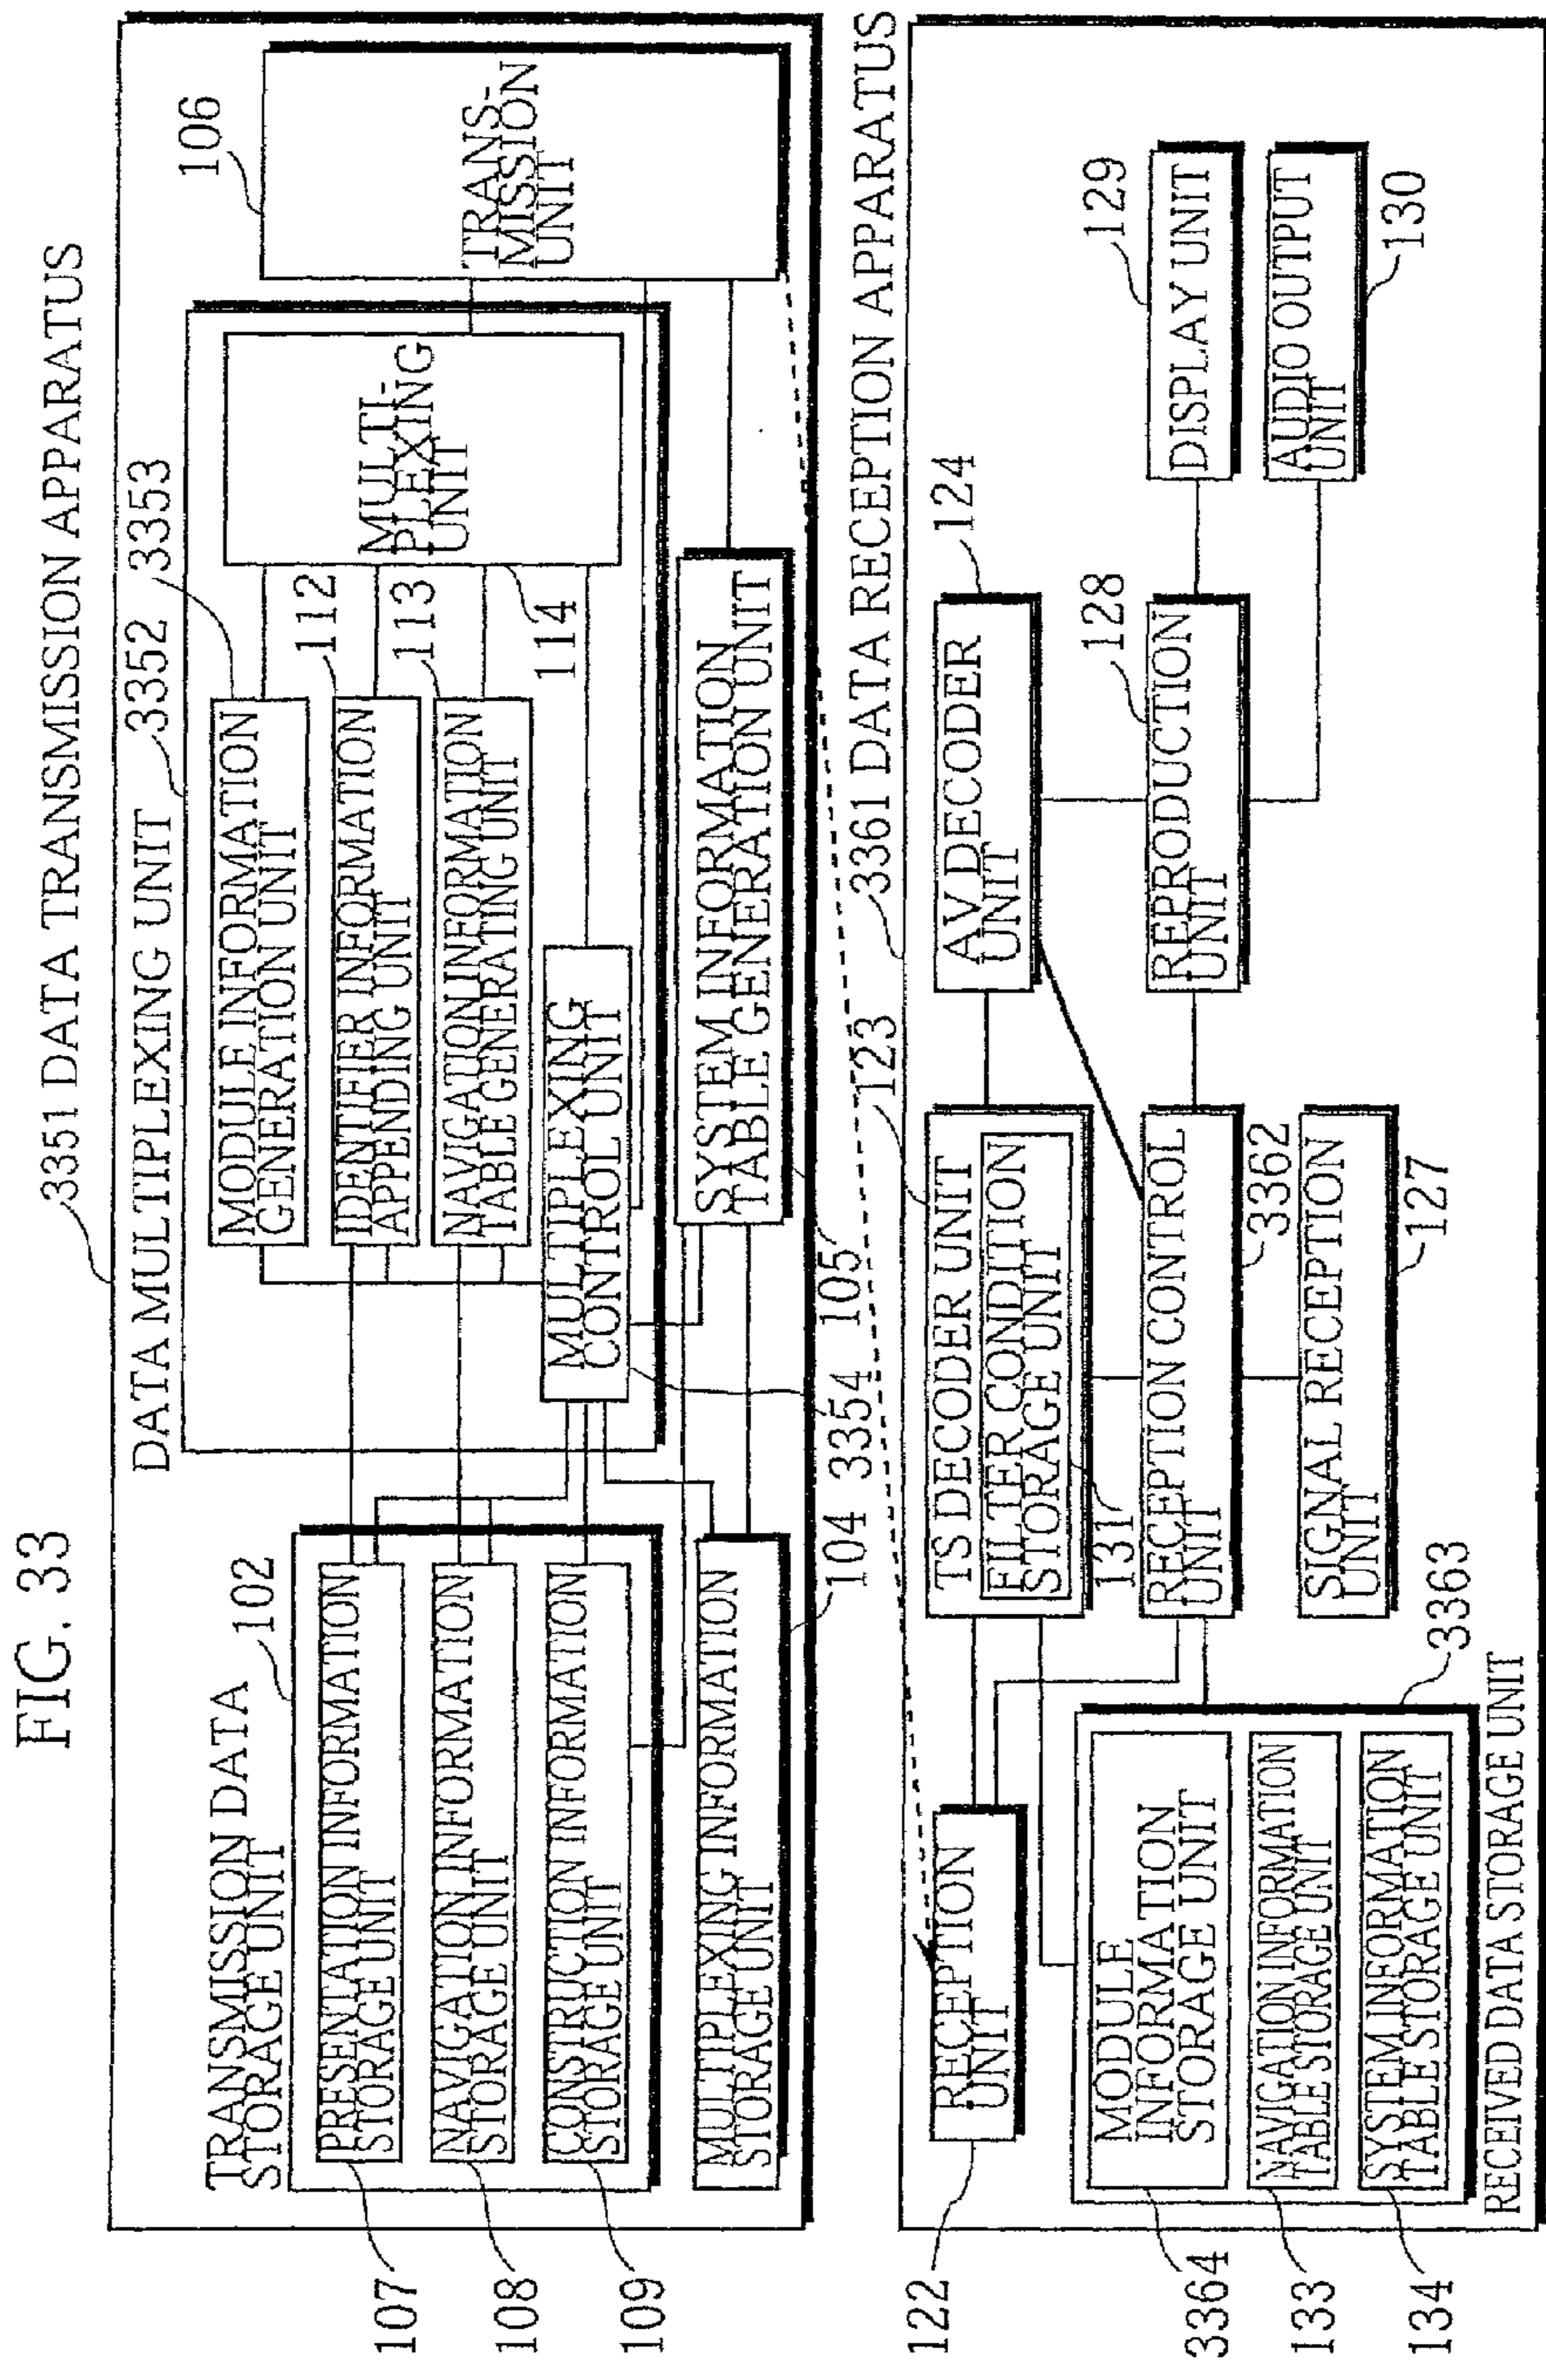 FIG. 33
3351 DATA TRANSMISSION APPARATUS
DATA MULTIPLEXING UNIT 3352
3353
106
TRANSMISSION DATA
STORAGE UNIT
102
MODULE INFORMATION
GENERATION UNIT
112
MULTI-
PLEXING
UNIT
TRANS-
MISSION
UNIT
107
PRESENTATION INFORMATION
STORAGE UNIT
IDENTIFIER INFORMATION
APPENDING UNIT
113
108
NAVIGATION INFORMATION
STORAGE UNIT
NAVIGATION INFORMATION
TABLE GENERATING UNIT
114
109
CONSTRUCTION INFORMATION
STORAGE UNIT
MULTIPLEXING
CONTROL UNIT
MULTIPLEXING INFORMATION
STORAGE UNIT
SYSTEM INFORMATION
TABLE GENERATION UNIT
104
3354
105
123
3361 DATA RECEPTION APPARATUS
122
RECEPTION
UNIT
TS DECODER UNIT
FILTER CONDITION
STORAGE UNIT
131
AV DECODER
UNIT
124
3364
MODULE
INFORMATION
STORAGE UNIT
RECEPTION CONTROL
UNIT
3362
128
REPRODUCTION
UNIT
129
DISPLAY UNIT
133
NAVIGATION INFORMATION
TABLE STORAGE UNIT
AUDIO OUTPUT
UNIT
130
134
SYSTEM INFORMATION
TABLE STORAGE UNIT
SIGNAL RECEPTION
UNIT
127
3363
RECEIVED DATA STORAGE UNIT